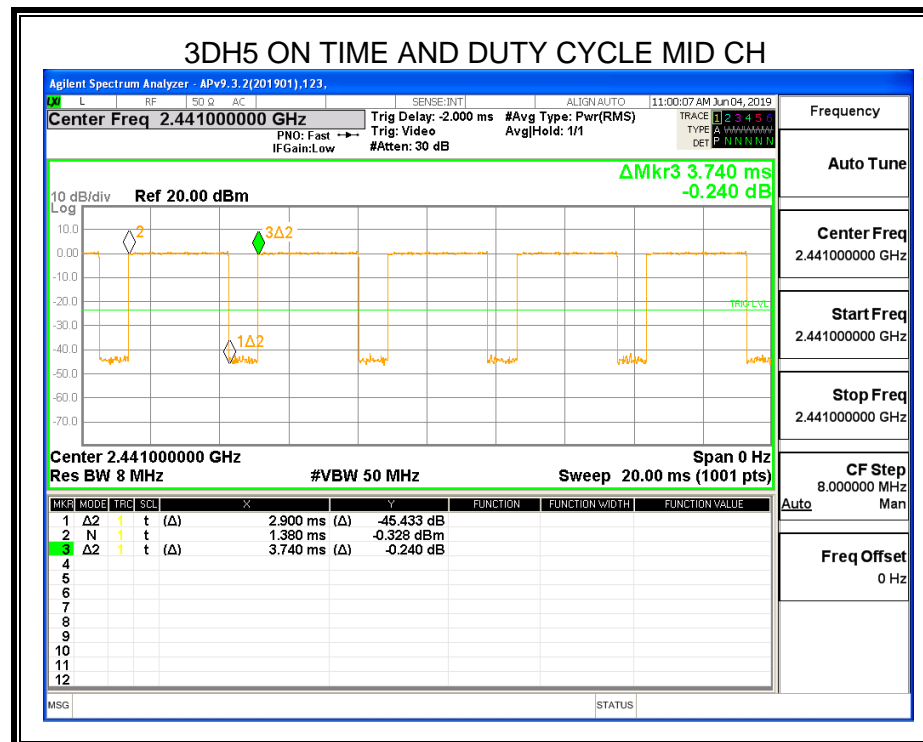 3DH5 ON TIME AND DUTY CYCLE MID CH
Agilent Spectrum Analyzer - APv9.3.2(201901),123,
LXI L RF 50 Ω AC SENSE:INT ALIGN AUTO 11:00:07 AM Jun 04, 2019
Center Freq 2.441000000 GHz
PNO: Fast
IFGain:Low
Trig Delay: -2.000 ms
Trig: Video
#Atten: 30 dB
#Avg Type: Pwr(RMS)
Avg|Hold: 1/1
TRACE 1 2 3 4 5 6
TYPE A WWWWW
DET P N N N N N
ΔMkr3 3.740 ms
-0.240 dB
10 dB/div Ref 20.00 dBm
Log
10.0
0.00
-10.0
-20.0
-30.0
-40.0
-50.0
-60.0
-70.0
2
3Δ2
1Δ2
TRIG LVL
Center 2.441000000 GHz Span 0 Hz
Res BW 8 MHz #VBW 50 MHz Sweep 20.00 ms (1001 pts)
MKR MODE TRC SCL X Y FUNCTION FUNCTION WIDTH FUNCTION VALUE
1 Δ2 1 t (Δ) 2.900 ms (Δ) -45.433 dB
2 N 1 t 1.380 ms -0.328 dBm
3 Δ2 1 t (Δ) 3.740 ms (Δ) -0.240 dB
4
5
6
7
8
9
10
11
12
MSG STATUS
Frequency
Auto Tune
Center Freq
2.441000000 GHz
Start Freq
2.441000000 GHz
Stop Freq
2.441000000 GHz
CF Step
8.000000 MHz
Auto Man
Freq Offset
0 Hz